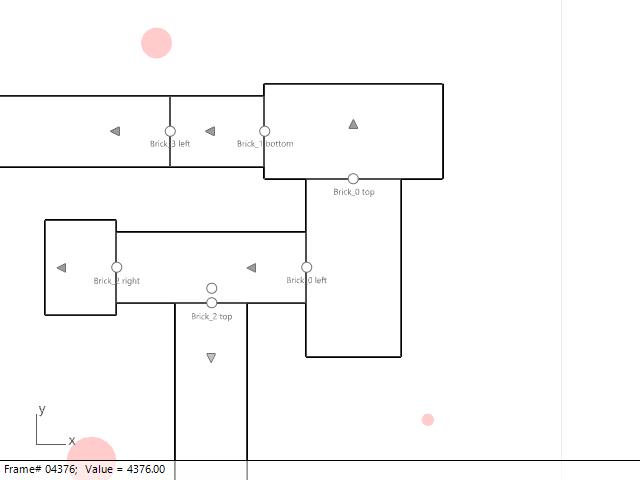 Brick_3 left
Brick_1 bottom
Brick_0 top
Brick_2 right
Brick_0 left
Brick_2 top
y
x
Frame# 04376; Value = 4376.00